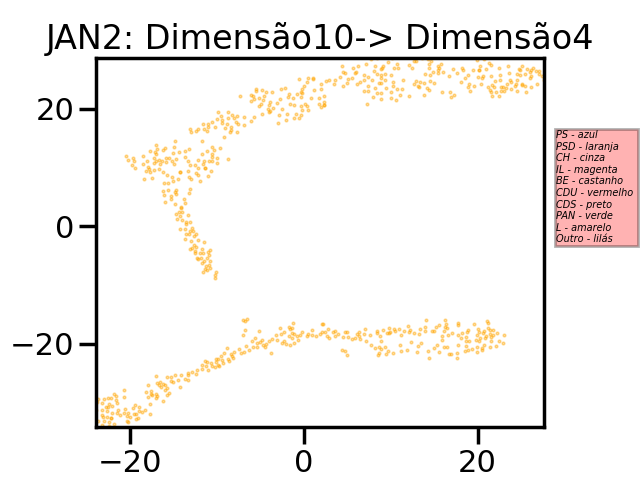 JAN2: Dimensão10-> Dimensão4
20
0
−20
−20
0
20
PS - azul
PSD - laranja
CH - cinza
IL - magenta
BE - castanho
CDU - vermelho
CDS - preto
PAN - verde
L - amarelo
Outro - lilás